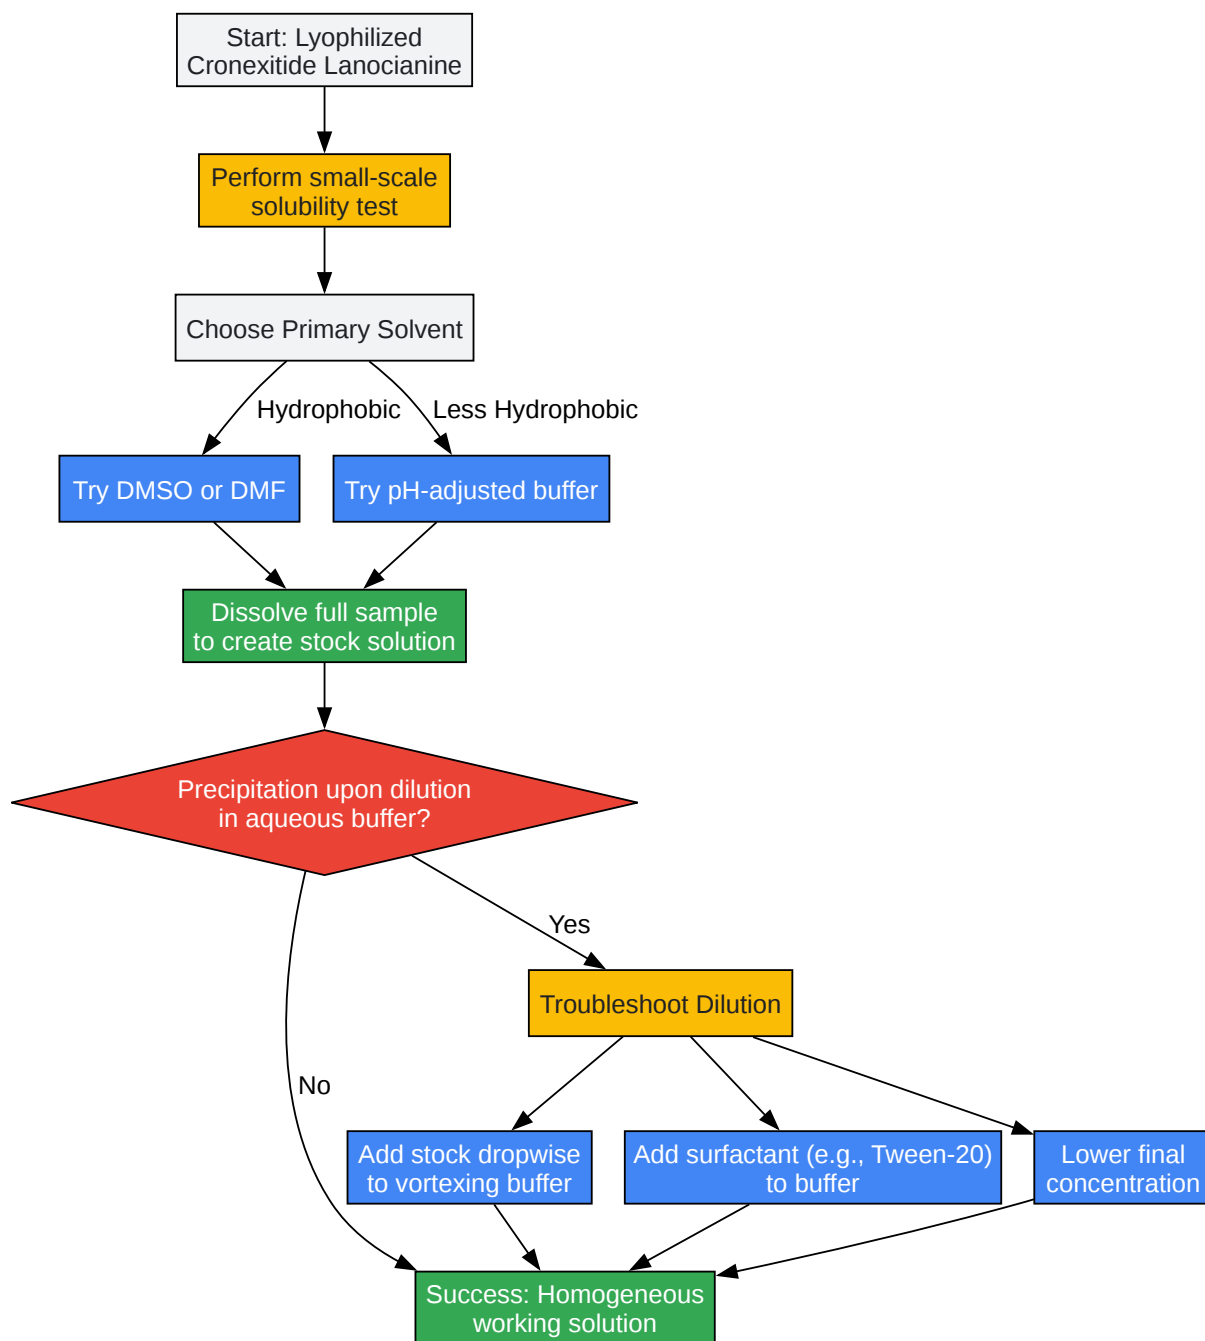 Start: Lyophilized
Cronexitide Lanocianine
Perform small-scale
solubility test
Choose Primary Solvent
Hydrophobic
Less Hydrophobic
Try DMSO or DMF
Try pH-adjusted buffer
Dissolve full sample
to create stock solution
Precipitation upon dilution
in aqueous buffer?
Yes
Troubleshoot Dilution
No
Add stock dropwise
to vortexing buffer
Add surfactant (e.g., Tween-20)
to buffer
Lower final
concentration
Success: Homogeneous
working solution